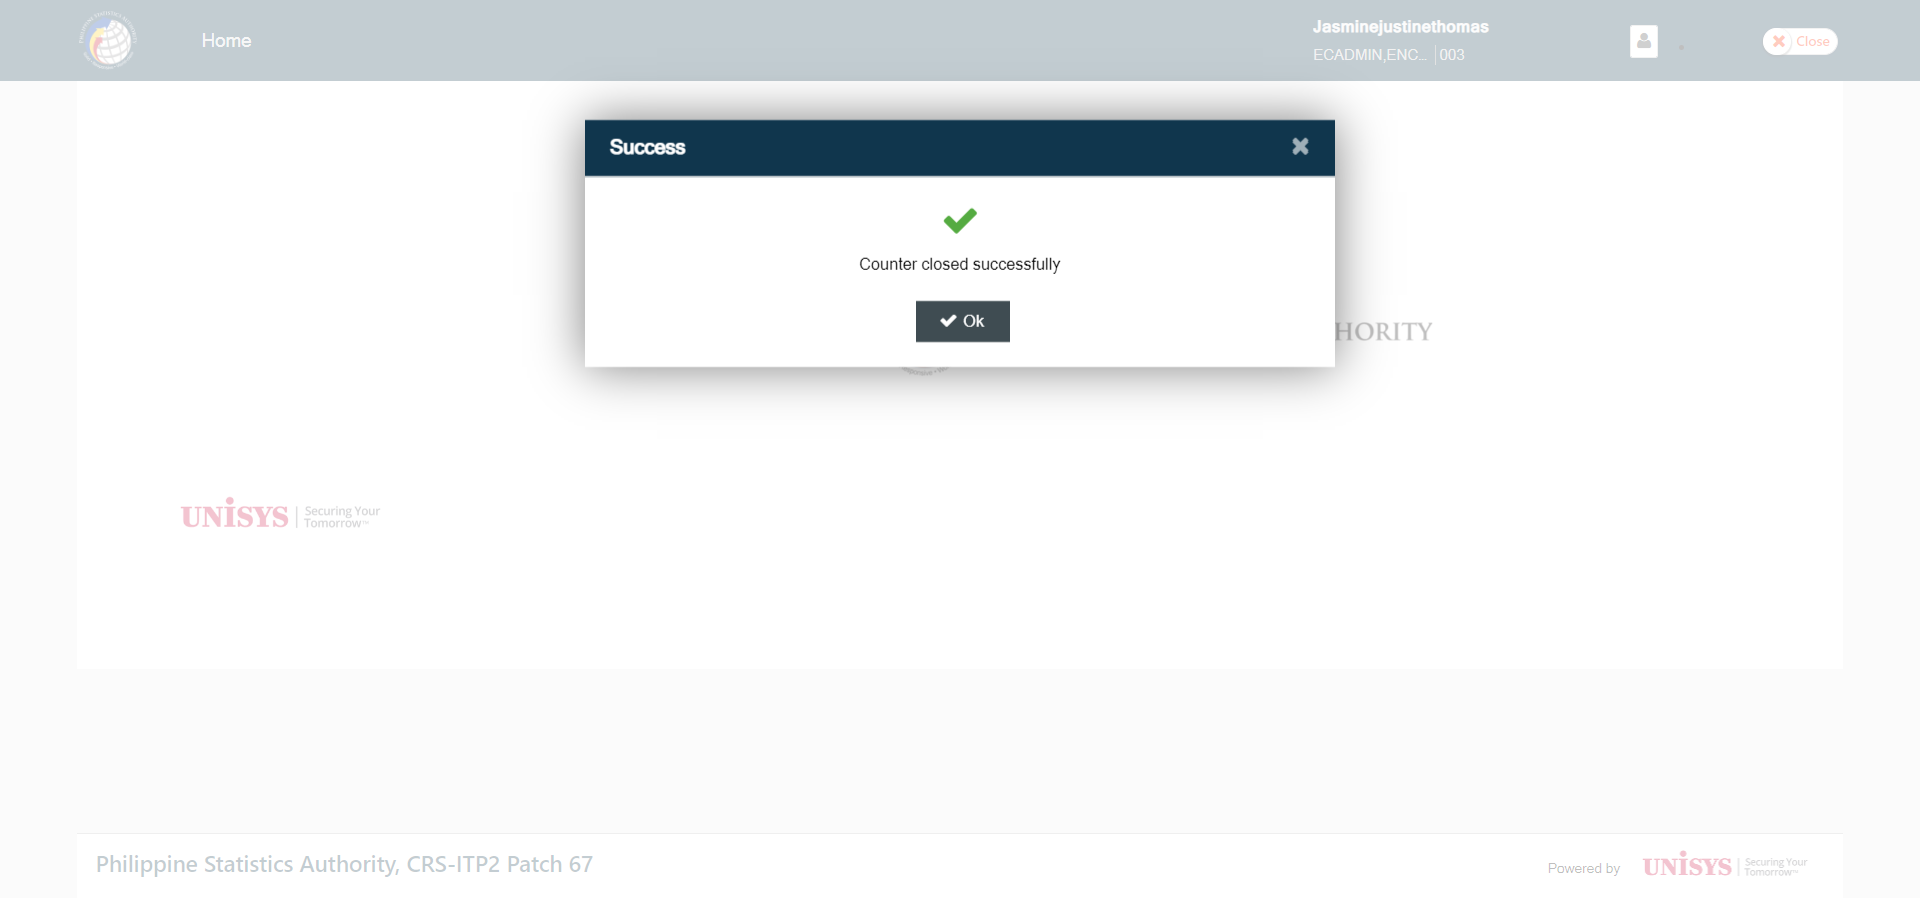 Home
Jasminejustinethomas
ECADMIN,ENC... 003
Close
Success
Counter closed successfully
Ok
HORITY
UNiSYS Securing Your
Tomorrow™
Philippine Statistics Authority, CRS-ITP2 Patch 67
Powered by
UNiSYS Securing Your
Tomorrow™